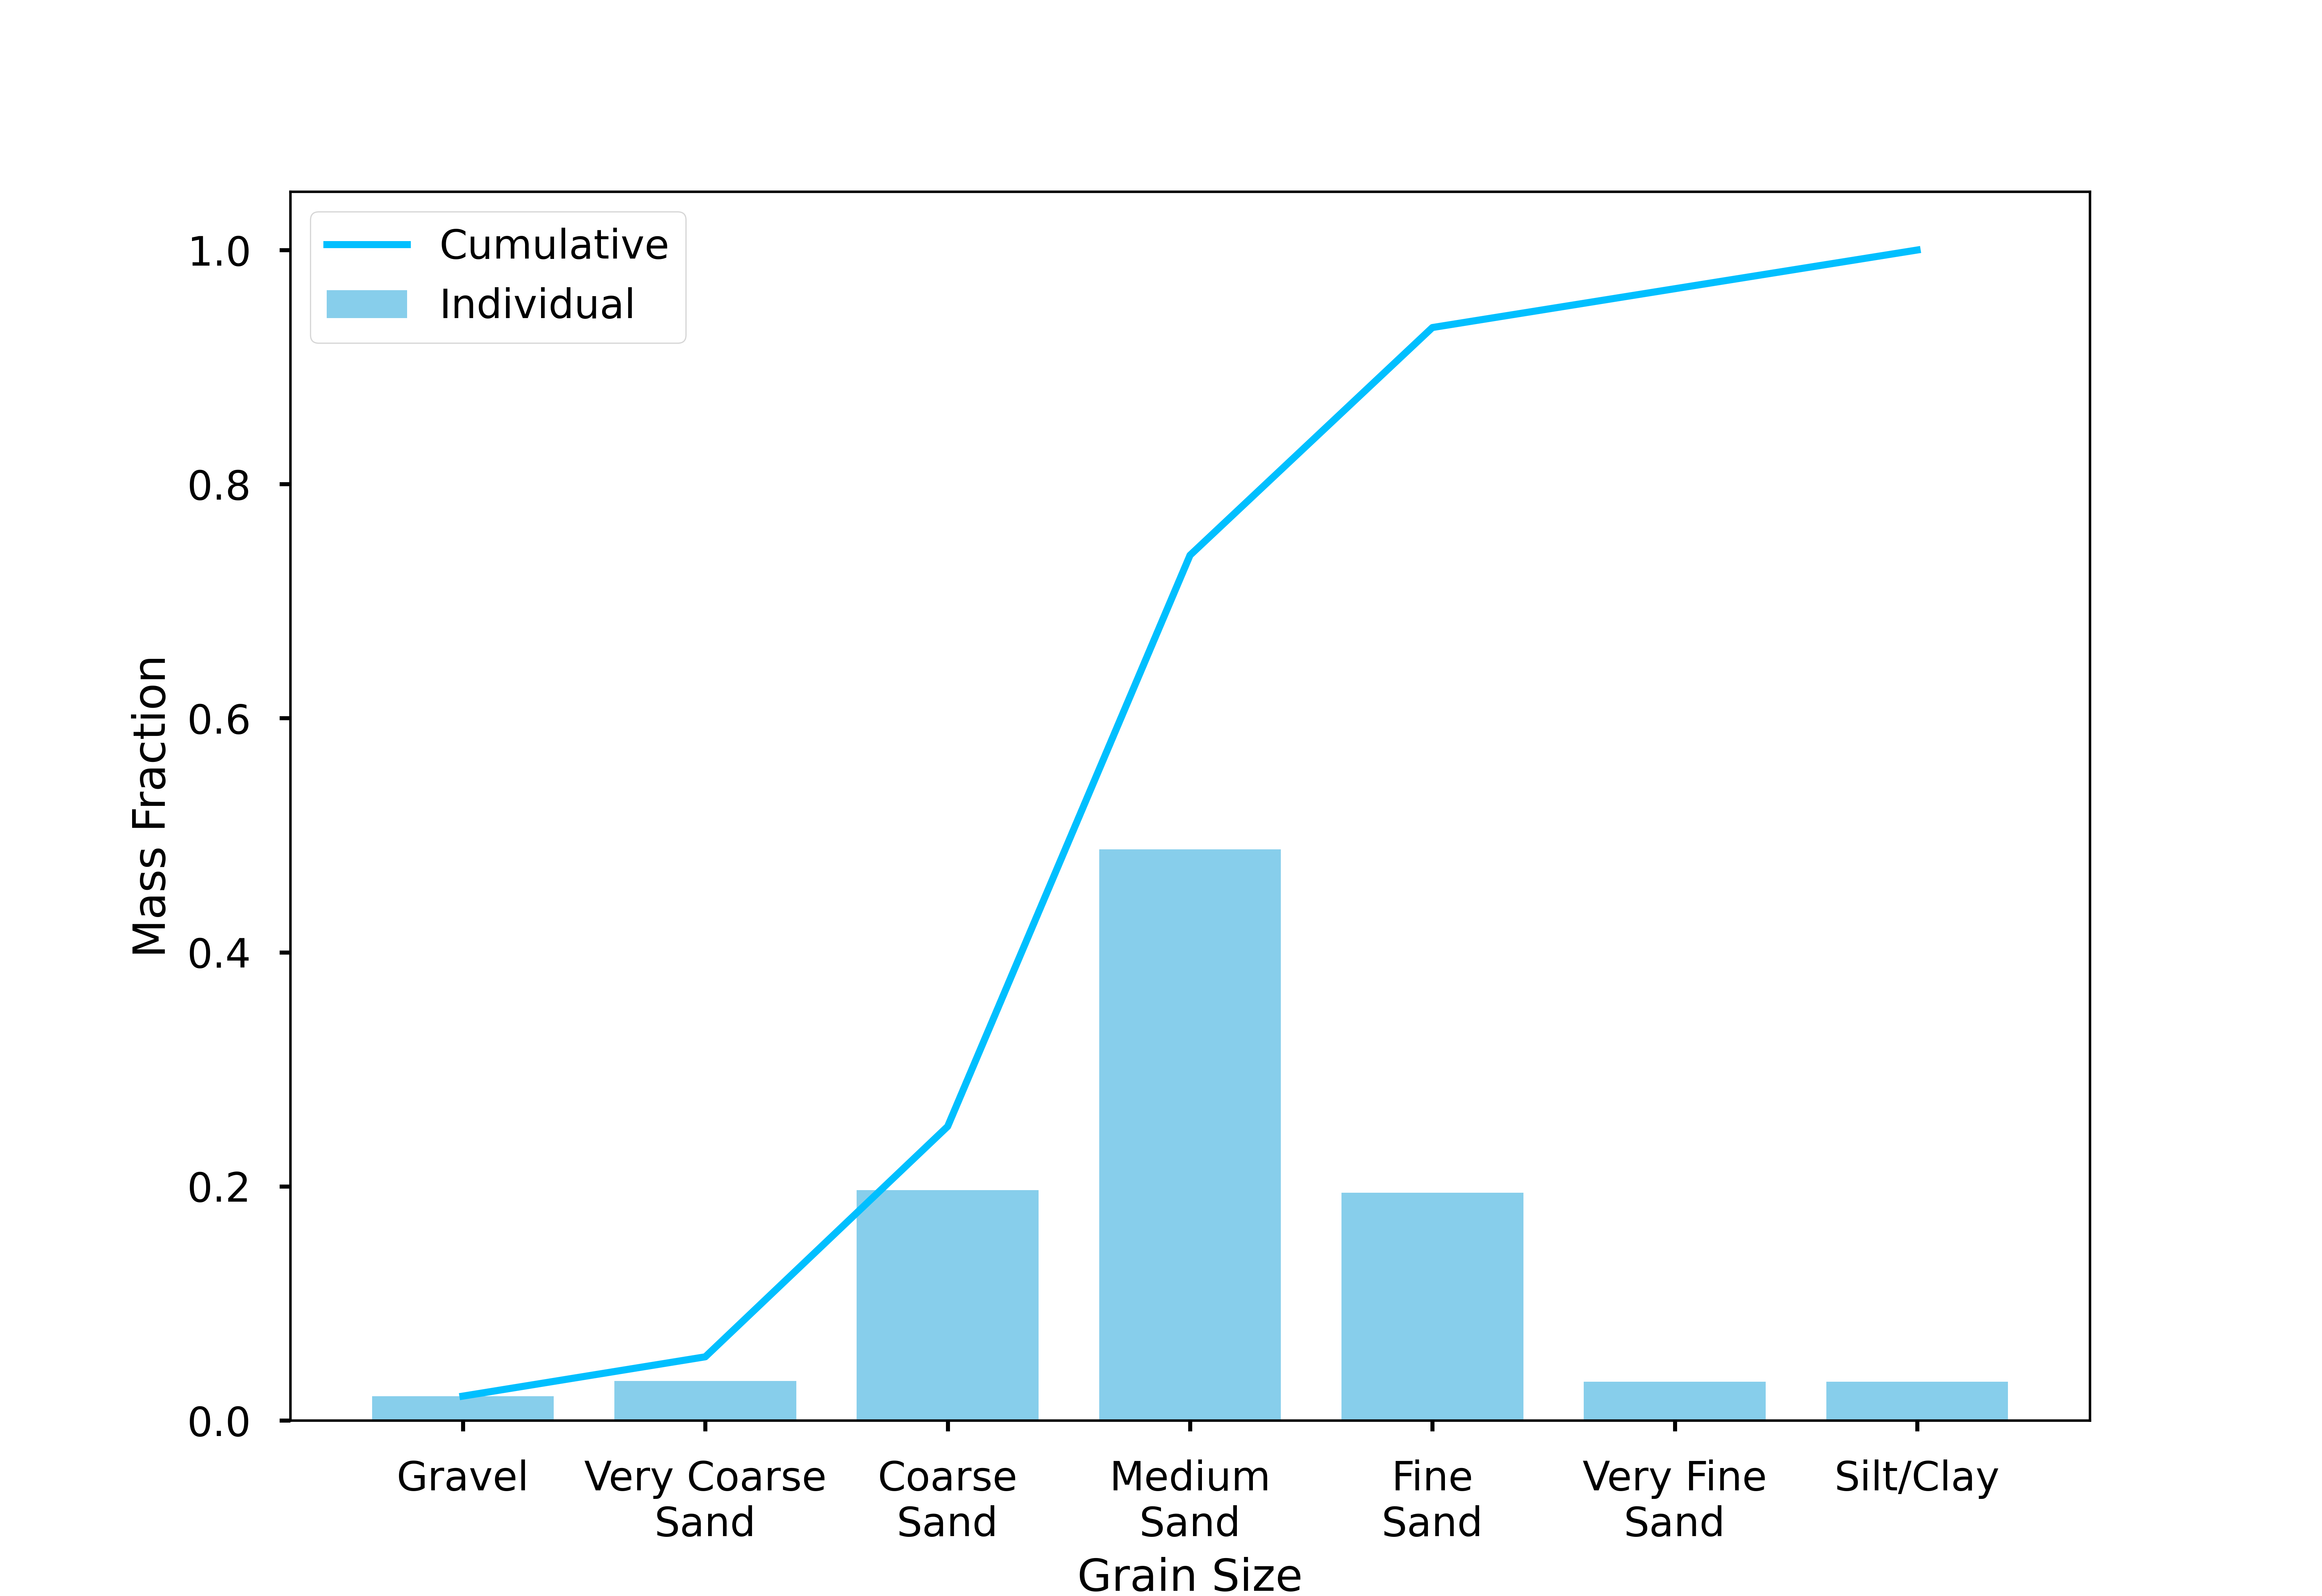 Cumulative
Individual
1.0
0.8
0.6
0.4
0.2
0.0
Mass Fraction
Gravel
Very Coarse
Sand
Coarse
Sand
Medium
Sand
Fine
Sand
Very Fine
Sand
Silt/Clay
Grain Size